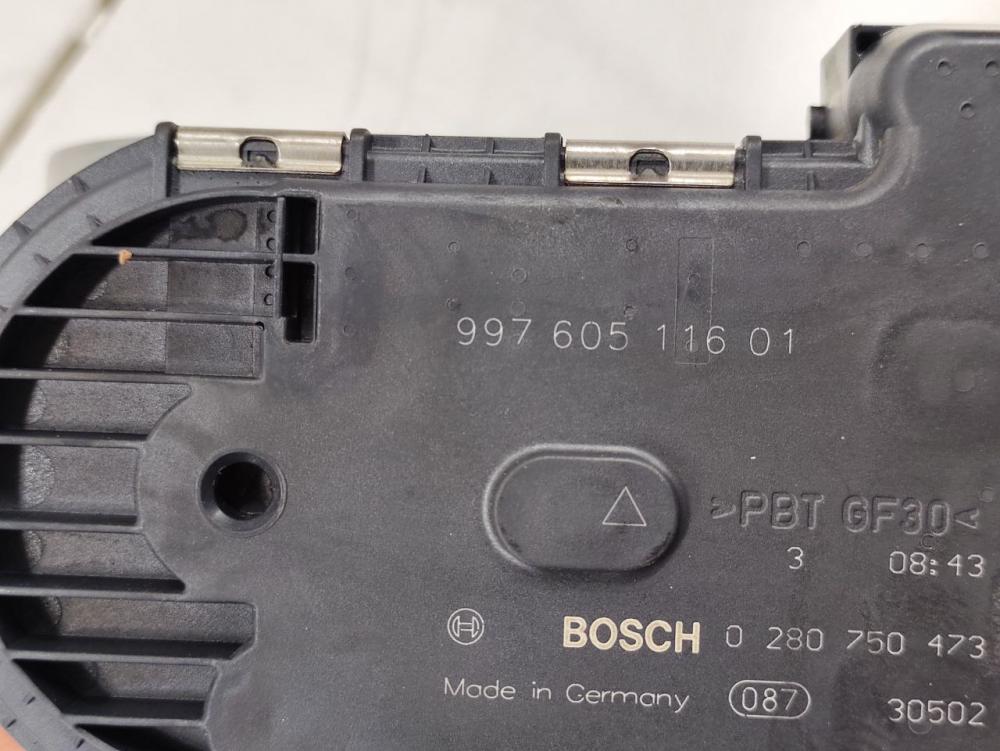 997 605 116 01
>PBT GF30<
3 08:43
BOSCH 0 280 750 473
Made in Germany 087 30502